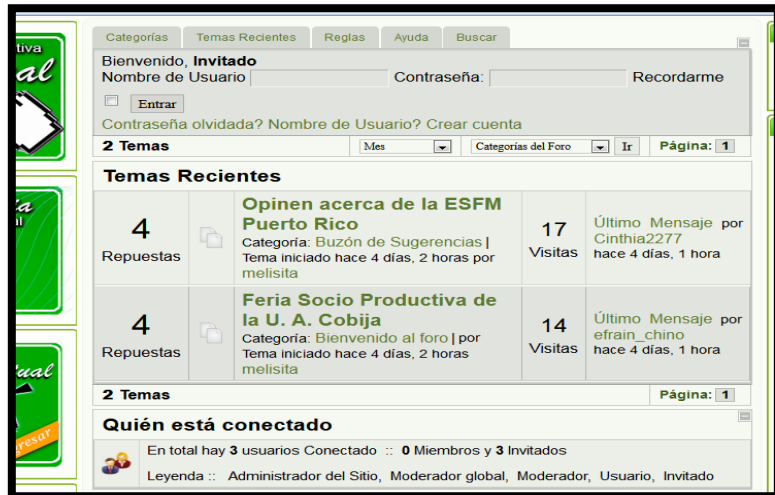 Categorías Temas Recientes Reglas Ayuda Buscar
Bienvenido, Invitado
Nombre de Usuario Contraseña: Recordarme
Entrar
Contraseña olvidada? Nombre de Usuario? Crear cuenta
2 Temas Mes Categorías del Foro Ir Página: 1
Temas Recientes
4
Repuestas
Opinen acerca de la ESFM
Puerto Rico
Categoría: Buzón de Sugerencias |
Tema iniciado hace 4 días, 2 horas por
melisita
17
Visitas
Último Mensaje por
Cinthia2277
hace 4 días, 1 hora
4
Repuestas
Feria Socio Productiva de
la U. A. Cobija
Categoría: Bienvenido al foro | por
Tema iniciado hace 4 días, 2 horas
melisita
14
Visitas
Último Mensaje por
efrain_chino
hace 4 días, 1 hora
2 Temas Página: 1
Quién está conectado
En total hay 3 usuarios Conectado :: 0 Miembros y 3 Invitados
Leyenda :: Administrador del Sitio, Moderador global, Moderador, Usuario, Invitado